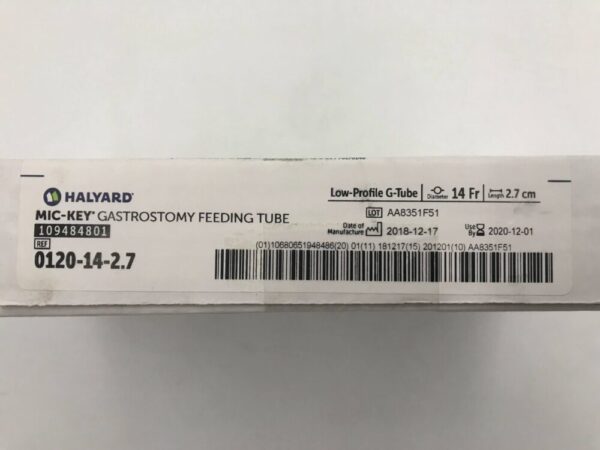 HALYARD
MIC-KEY® GASTROSTOMY FEEDING TUBE
109484801
REF
0120-14-2.7
Low-Profile G-Tube
Diameter 14 Fr
Length 2.7 cm
LOT AA8351F51
Date of Manufacture 2018-12-17
Use By 2020-12-01
(01)10680651948486(20) 01(11) 181217(15) 201201(10) AA8351F51